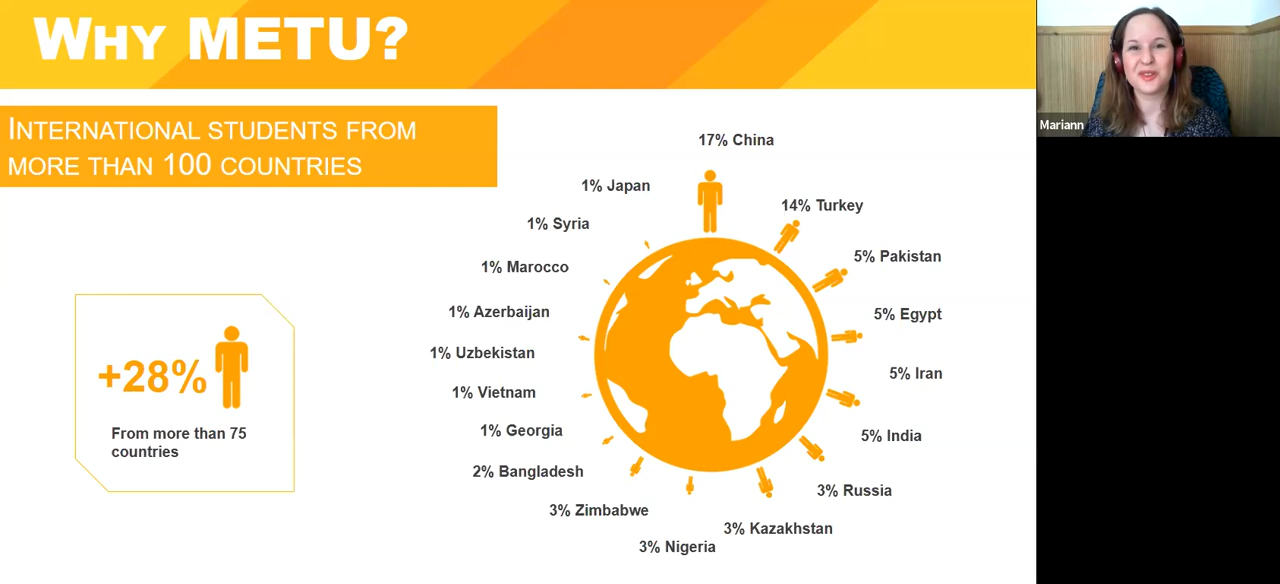 WHY METU?
INTERNATIONAL STUDENTS FROM
MORE THAN 100 COUNTRIES
Mariann
17% China
14% Turkey
5% Pakistan
5% Egypt
5% Iran
5% India
3% Russia
3% Kazakhstan
3% Nigeria
3% Zimbabwe
2% Bangladesh
1% Georgia
1% Vietnam
1% Uzbekistan
1% Azerbaijan
1% Marocco
1% Syria
1% Japan
+28%
From more than 75
countries